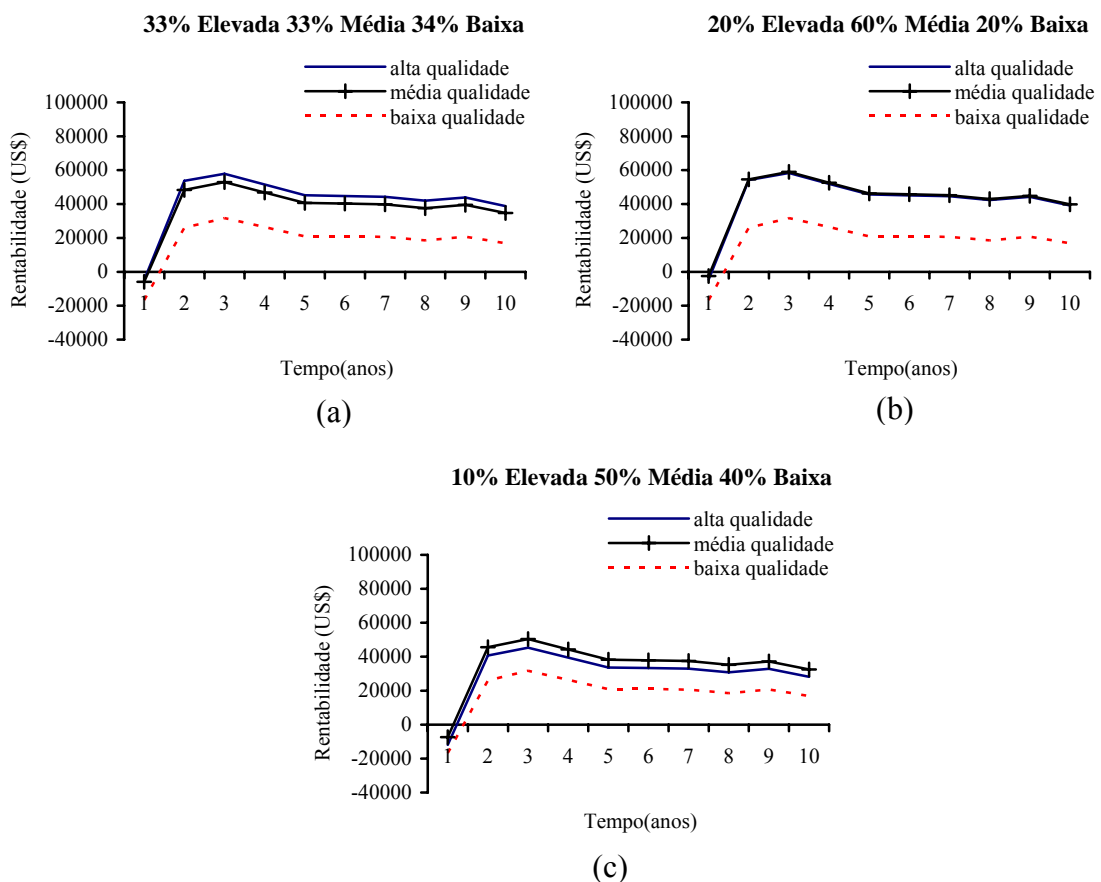 33% Elevada 33% Média 34% Baixa
alta qualidade
média qualidade
baixa qualidade
100000
80000
60000
40000
20000
0
-20000
-40000
Rentabilidade (US$)
1 2 3 4 5 6 7 8 9 10
Tempo(anos)
(a)
20% Elevada 60% Média 20% Baixa
alta qualidade
média qualidade
baixa qualidade
100000
80000
60000
40000
20000
0
-20000
-40000
Rentabilidade (US$)
1 2 3 4 5 6 7 8 9 10
Tempo(anos)
(b)
10% Elevada 50% Média 40% Baixa
alta qualidade
média qualidade
baixa qualidade
100000
80000
60000
40000
20000
0
-20000
-40000
Rentabilidade (US$)
1 2 3 4 5 6 7 8 9 10
Tempo(anos)
(c)